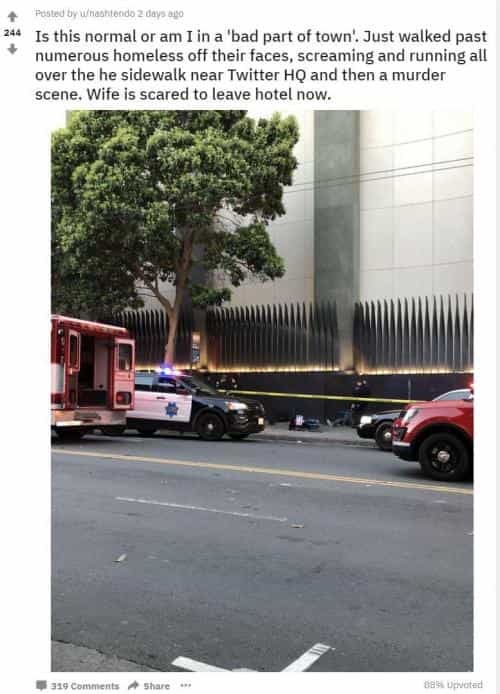 Posted by u/nashtendo 2 days ago
244
Is this normal or am I in a 'bad part of town'. Just walked past
numerous homeless off their faces, screaming and running all
over the he sidewalk near Twitter HQ and then a murder
scene. Wife is scared to leave hotel now.
319 Comments Share ···
88% Upvoted